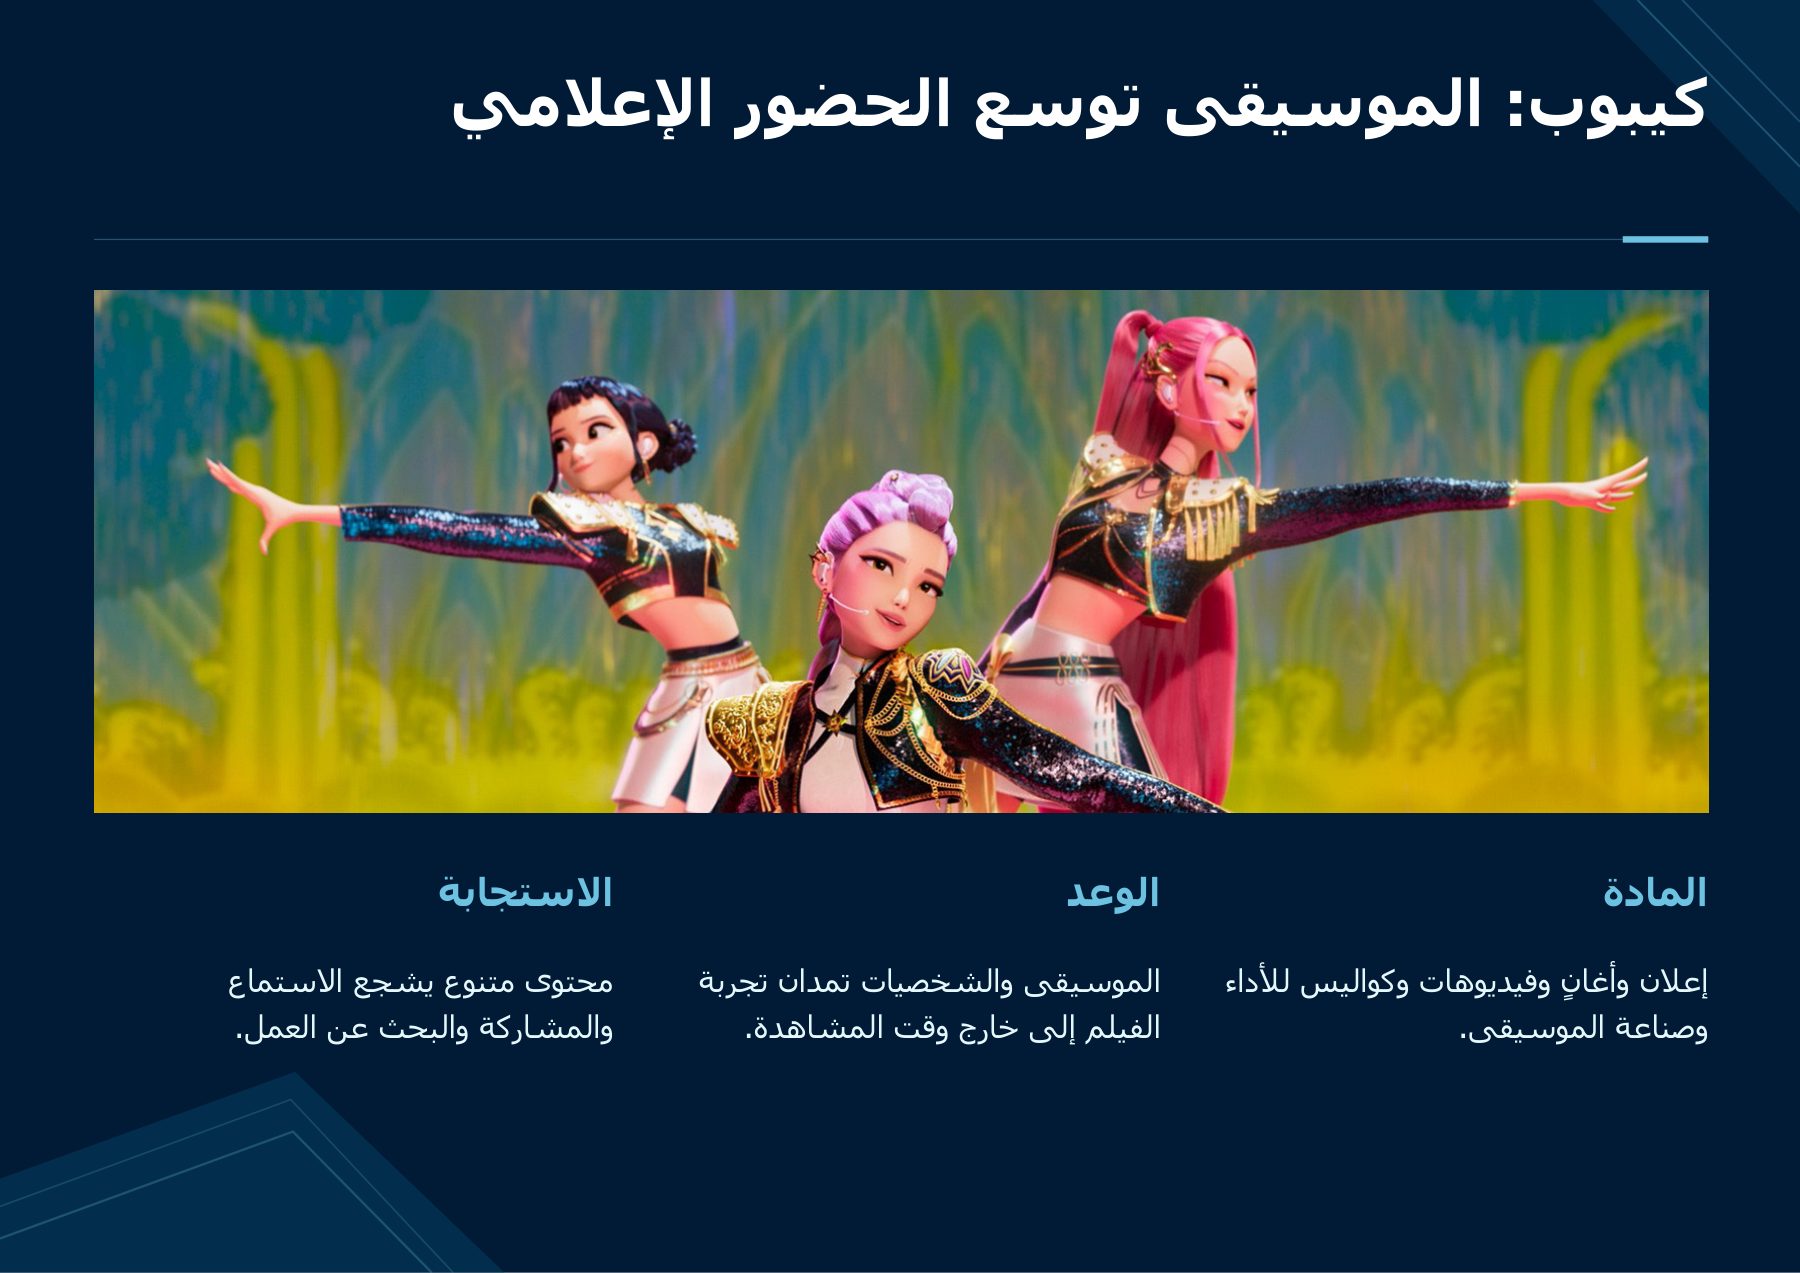 كيبوب: الموسيقى توسع الحضور الإعلامي
المادة
إعلان وأغانٍ وفيديوهات وكواليس للأداء
وصناعة الموسيقى.
الوعد
الموسيقى والشخصيات تمدان تجربة
الفيلم إلى خارج وقت المشاهدة.
الاستجابة
محتوى متنوع يشجع الاستماع
والمشاركة والبحث عن العمل.